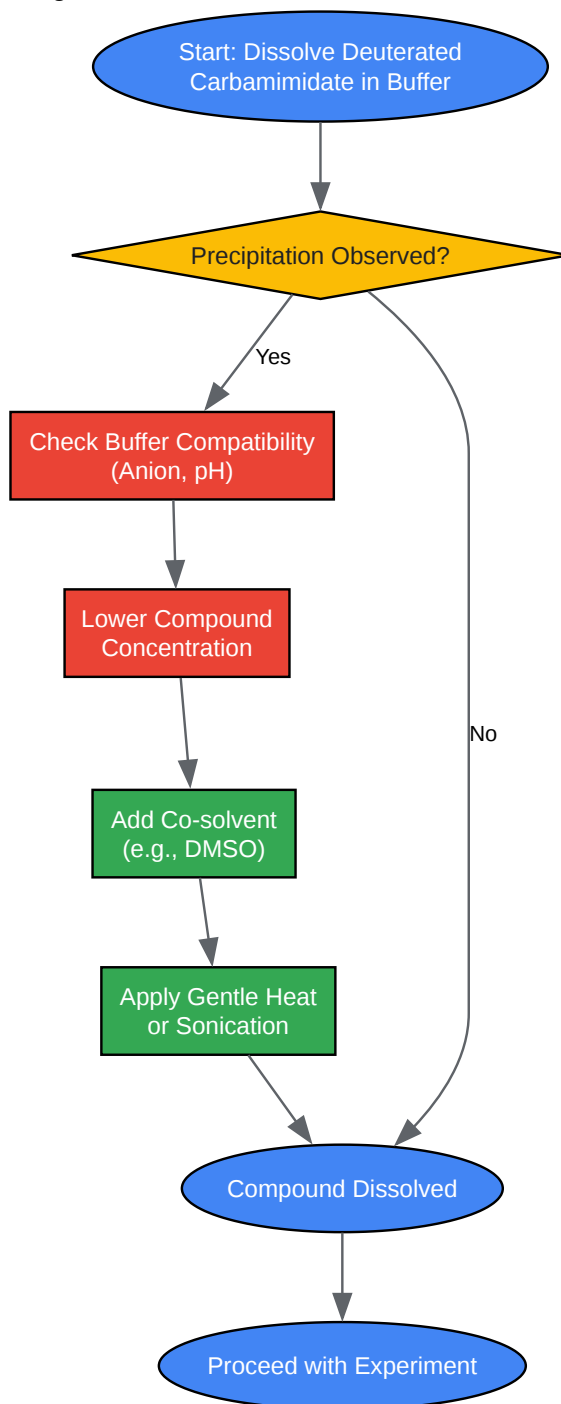 Start: Dissolve Deuterated
Carbamimidate in Buffer
Precipitation Observed?
Yes
Check Buffer Compatibility
(Anion, pH)
Lower Compound
Concentration
No
Add Co-solvent
(e.g., DMSO)
Apply Gentle Heat
or Sonication
Compound Dissolved
Proceed with Experiment